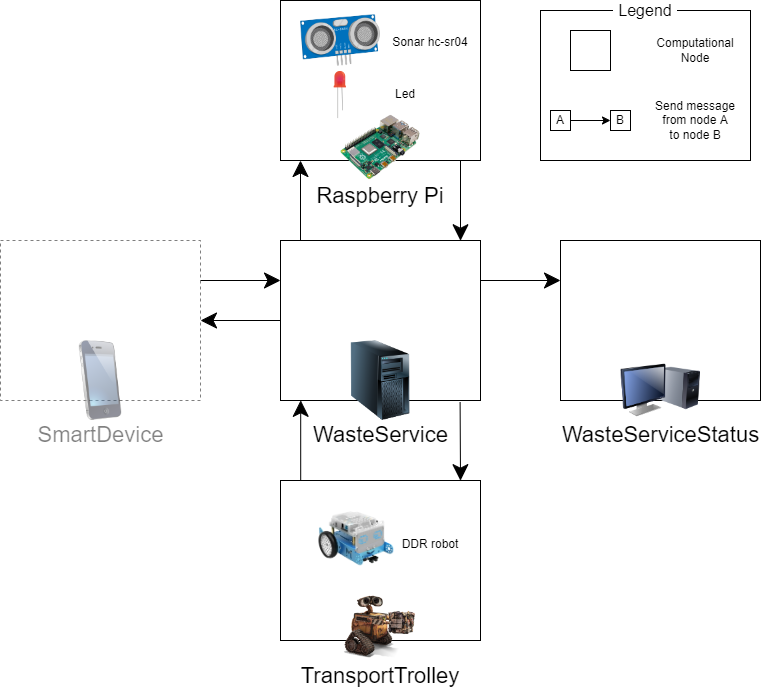 Legend
Sonar hc-sr04
Computational
Node
Led
A
B
Send message
from node A
to node B
Raspberry Pi
SmartDevice
WasteService
WasteServiceStatus
DDR robot
TransportTrolley